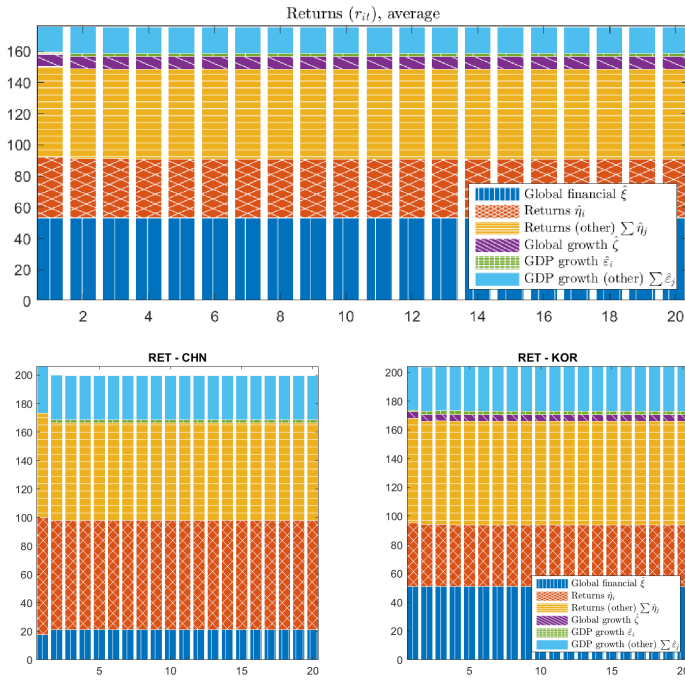 Returns (r_it), average
160
140
120
100
80
60
40
20
0
2 4 6 8 10 12 14 16 18 20
Global financial ξ̂
Returns η̂_i
Returns (other) ∑ η̂_j
Global growth ζ̂
GDP growth ε̂_i
GDP growth (other) ∑ ε̂_j
RET - CHN
200
180
160
140
120
100
80
60
40
20
0
5 10 15 20
RET - KOR
200
180
160
140
120
100
80
60
40
20
0
5 10 15 20
Global financial ξ̂
Returns η̂_i
Returns (other) ∑ η̂_j
Global growth ζ̂
GDP growth ε̂_i
GDP growth (other) ∑ ε̂_j